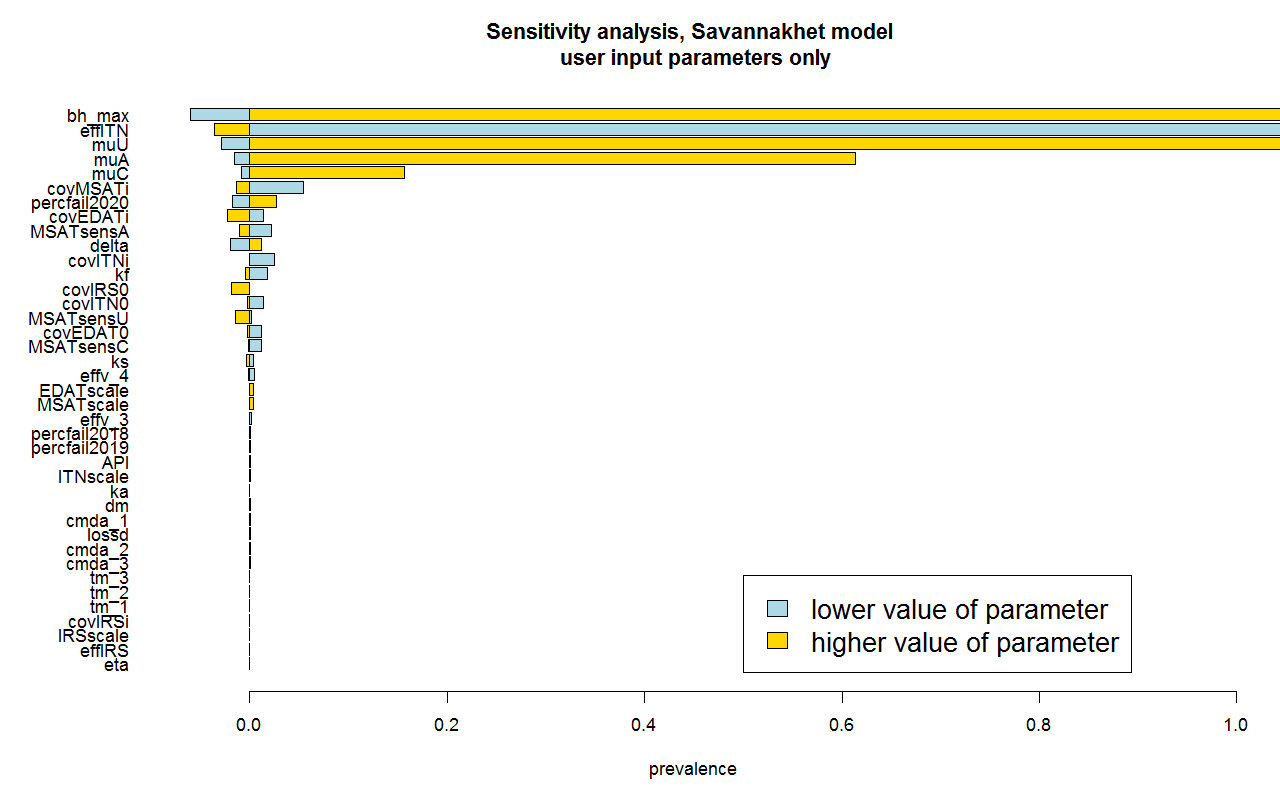 Sensitivity analysis, Savannakhet model
user input parameters only
bh_max
effITN
muU
muA
muC
covMSATi
percfail2020
covEDATi
MSATsensA
delta
covITNi
kf
covIRS0
covITN0
MSATsensU
covEDAT0
MSATsensC
ks
effv_4
EDATscale
MSATscale
effv_3
percfail2018
percfail2019
API
ITNscale
ka
dm
cmda_1
lossd
cmda_2
cmda_3
tm_3
tm_2
tm_1
covIRSi
IRSscale
effIRS
eta
lower value of parameter
higher value of parameter
0.0 0.2 0.4 0.6 0.8 1.0
prevalence